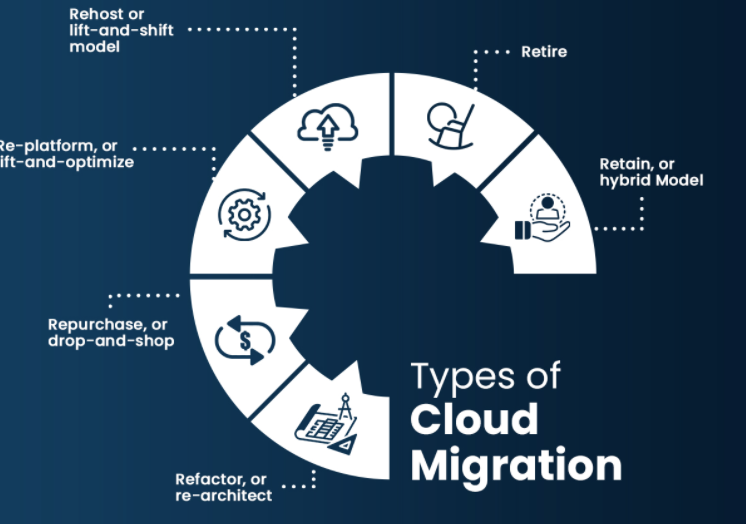 Rehost or
lift-and-shift
model
Retire
Re-platform, or
ift-and-optimize
Retain, or
hybrid Model
Repurchase, or
drop-and-shop
$
Types of
Cloud
Migration
Refactor, or
re-architect